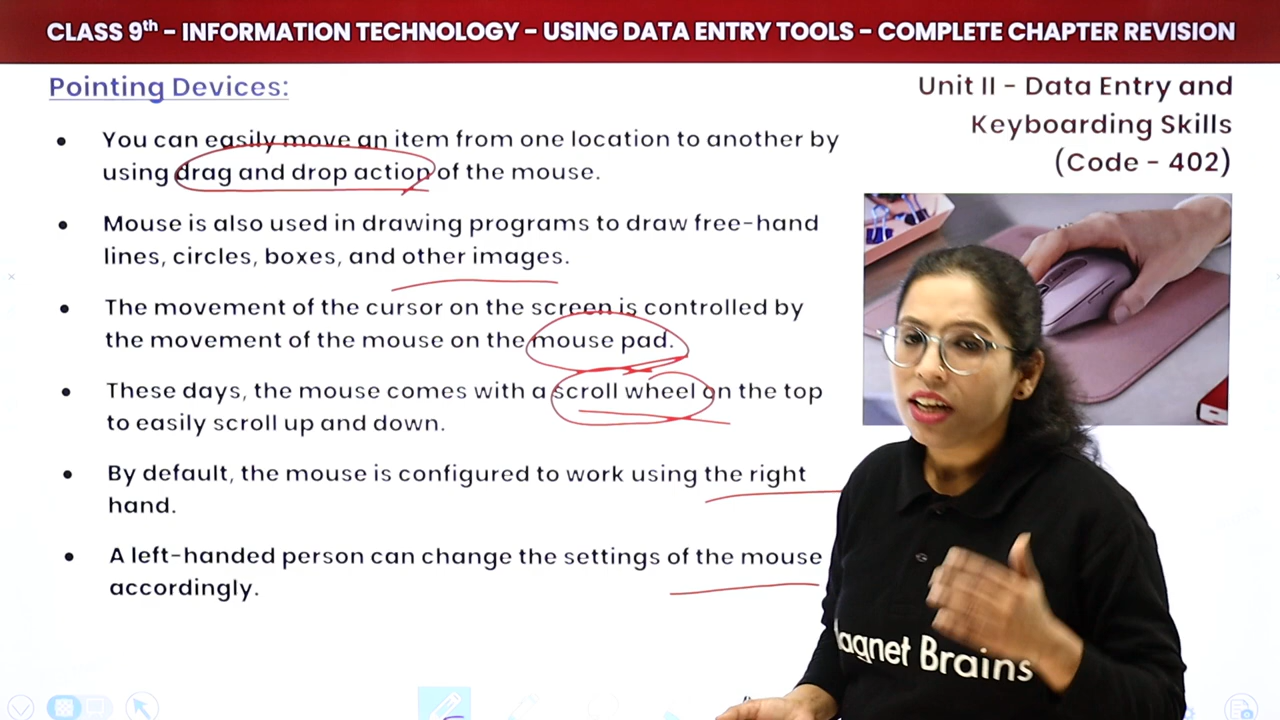 CLASS 9th - INFORMATION TECHNOLOGY - USING DATA ENTRY TOOLS - COMPLETE CHAPTER REVISION
Pointing Devices:
Unit II - Data Entry and
Keyboarding Skills
(Code - 402)
• You can easily move an item from one location to another by
using drag and drop action of the mouse.
• Mouse is also used in drawing programs to draw free-hand
lines, circles, boxes, and other images.
• The movement of the cursor on the screen is controlled by
the movement of the mouse on the mouse pad.
• These days, the mouse comes with a scroll wheel on the top
to easily scroll up and down.
• By default, the mouse is configured to work using the right
hand.
• A left-handed person can change the settings of the mouse
accordingly.
agnet Brains